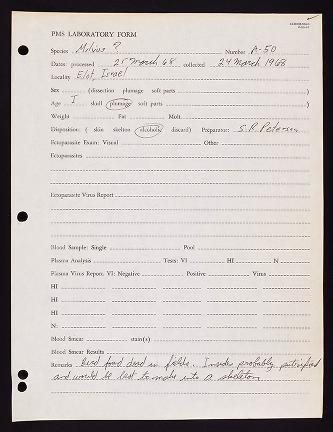 PMS LABORATORY FORM
Species Milvus ? Number P-50
Dates: processed 25 March 68 collected 24 March 1968
Locality Elot, Israel
Sex (dissection plumage soft parts)
Age I skull plumage soft parts)
Weight Fat Molt
Disposition: ( skin skelton alcoholic discard) Preparator: S.R. Peterson
Ectoparasite Exam: Viscal Other
Ectoparasites
Ectoparasite Virus Report
Blood Sample: Single Pool
Plasma Analysis Tests: VI HI N
Plasma Virus Report: VI: Negative Positive Virus
HI
HI
HI
N:
Blood Smear stain(s)
Blood Smear Results
Remarks bird found dead in fields. Insides probably putrified
and would be best to make into a skeleton